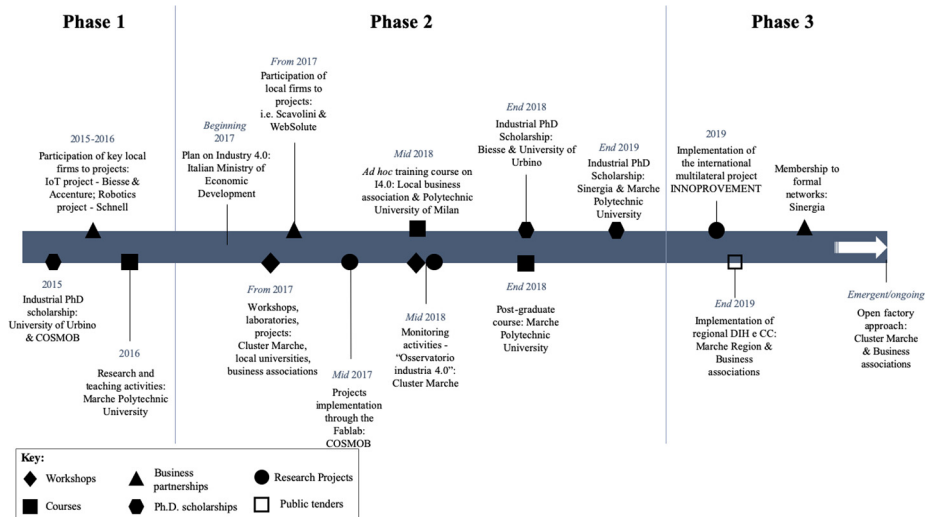 Phase 1
Phase 2
Phase 3
2015-2016
Participation of key local
firms to projects:
IoT project - Biesse &
Accenture; Robotics
project - Schnell
Beginning
2017
Plan on Industry 4.0:
Italian Ministry of
Economic
Development
From 2017
Participation of
local firms to
projects:
i.e. Scavolini &
WebSolute
Mid 2018
Ad hoc training course on
I4.0: Local business
association & Polytechnic
University of Milan
End 2018
Industrial PhD
Scholarship:
Biesse & University of
Urbino
End 2019
Industrial PhD
Scholarship:
Sinergia & Marche
Polytechnic
University
2019
Implementation of
the international
multilateral project
INNOPROVEMENT
Membership to
formal
networks:
Sinergia
2015
Industrial PhD
scholarship:
University of Urbino
& COSMOB
2016
Research and
teaching activities:
Marche Polytechnic
University
From 2017
Workshops,
laboratories,
projects:
Cluster Marche,
local universities,
business associations
Mid 2017
Projects
implementation
through the
Fablab:
COSMOB
Mid 2018
Monitoring
activities -
“Osservatorio
industria 4.0”:
Cluster Marche
End 2018
Post-graduate
course: Marche
Polytechnic
University
End 2019
Implementation of
regional DIH e CC:
Marche Region &
Business
associations
Emergent/ongoing
Open factory
approach:
Cluster Marche
& Business
associations
Key:
Workshops
Business
partnerships
Research Projects
Courses
Ph.D. scholarships
Public tenders